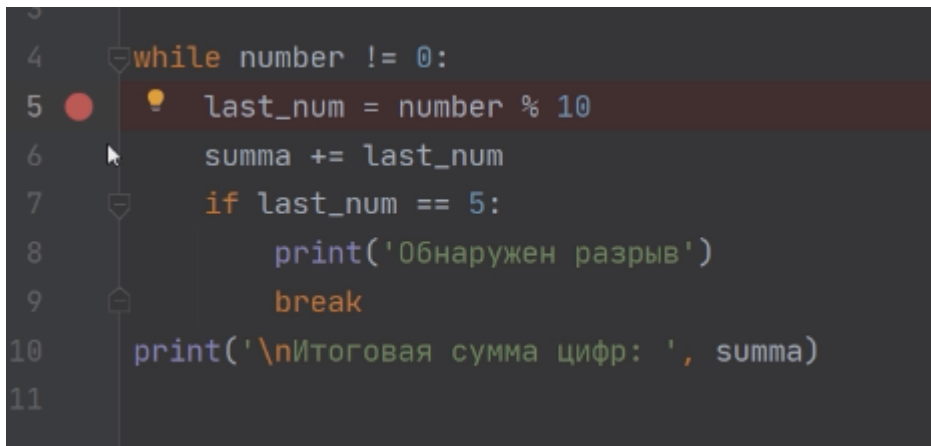 3
4 while number != 0:
5 last_num = number % 10
6 summa += last_num
7 if last_num == 5:
8 print('Обнаружен разрыв')
9 break
10 print('\nИтоговая сумма цифр: ', summa)
11